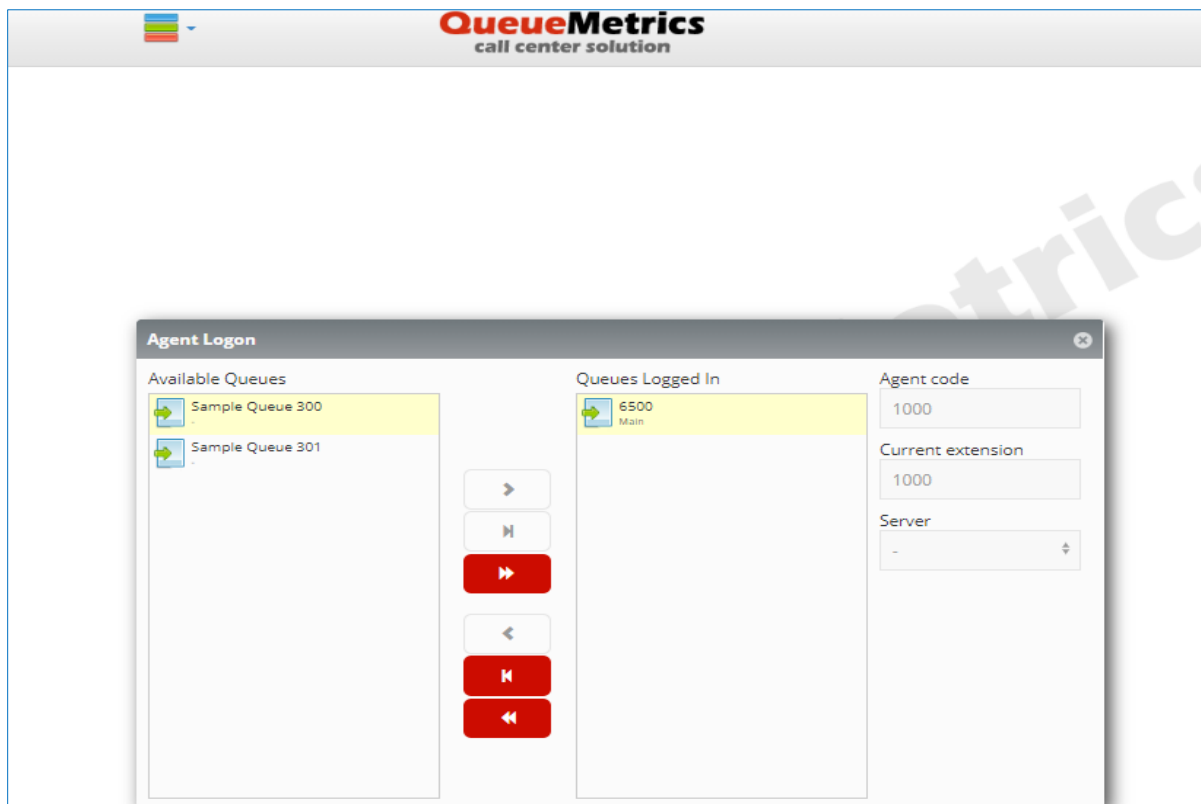 QueueMetrics
call center solution
etrics
Agent Logon
Available Queues
Sample Queue 300
-
Sample Queue 301
-
Queues Logged In
6500
Main
Agent code
1000
Current extension
1000
Server
-